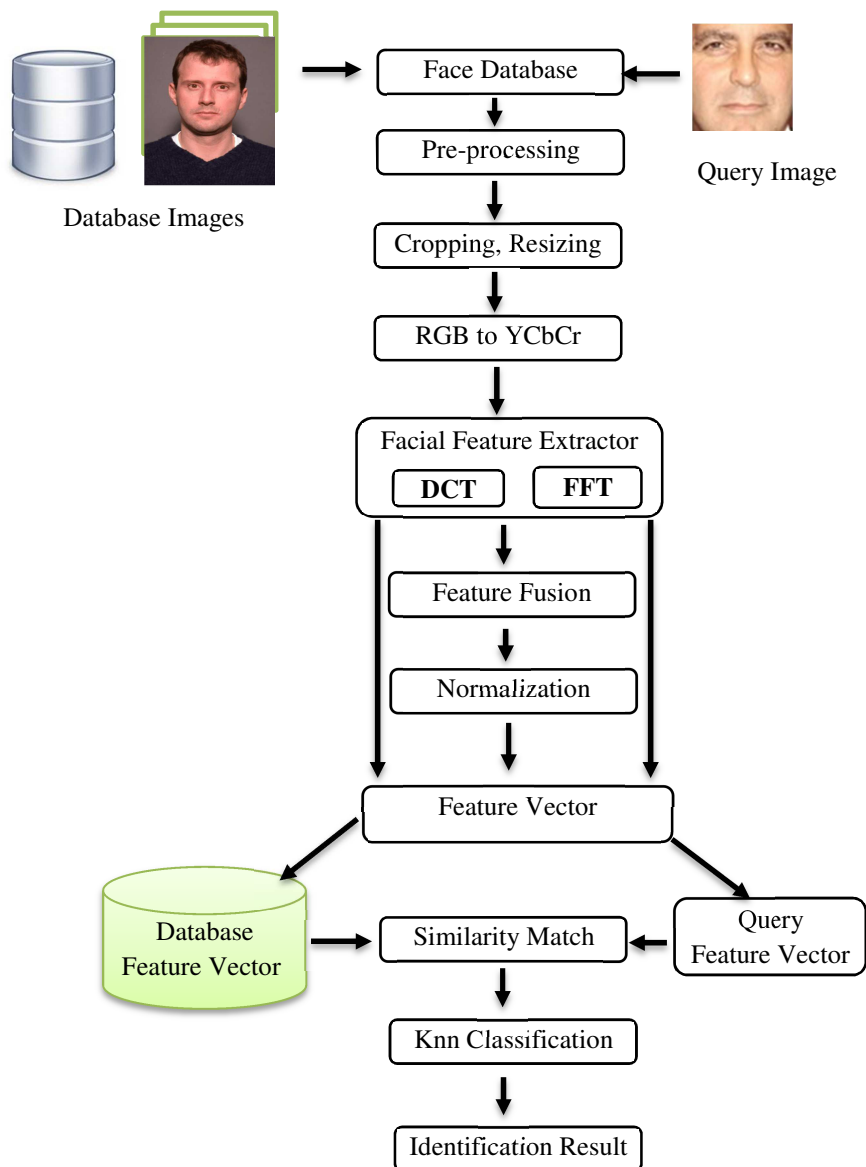 Face Database
Pre-processing
Query Image
Database Images
Cropping, Resizing
RGB to YCbCr
Facial Feature Extractor
DCT
FFT
Feature Fusion
Normalization
Feature Vector
Database
Feature Vector
Similarity Match
Query
Feature Vector
Knn Classification
Identification Result